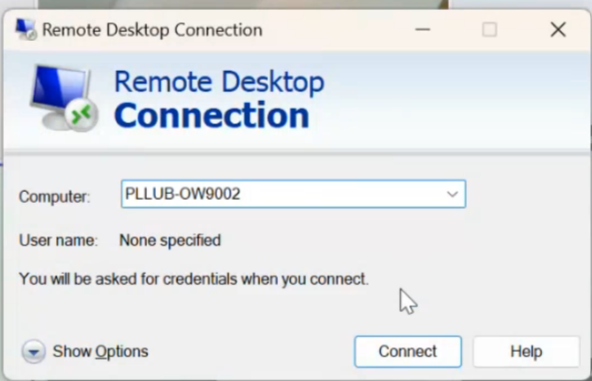 Remote Desktop Connection
Remote Desktop
Connection
Computer: PLLUB-OW9002
User name: None specified
You will be asked for credentials when you connect.
Show Options Connect Help